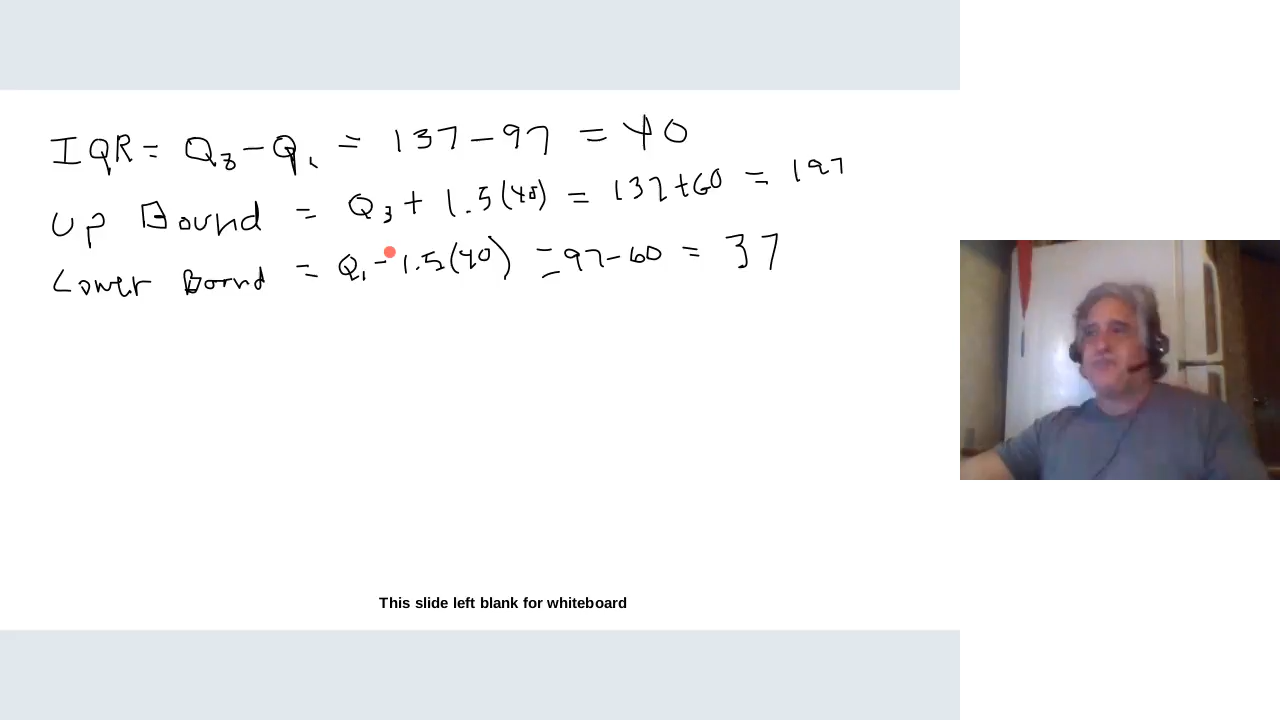 IQR = Q3 - Q1 = 137 - 97 = 40
Up Bound = Q3 + 1.5(40) = 137 + 60 = 197
Lower Bound = Q1 - 1.5(40) = 97 - 60 = 37
This slide left blank for whiteboard